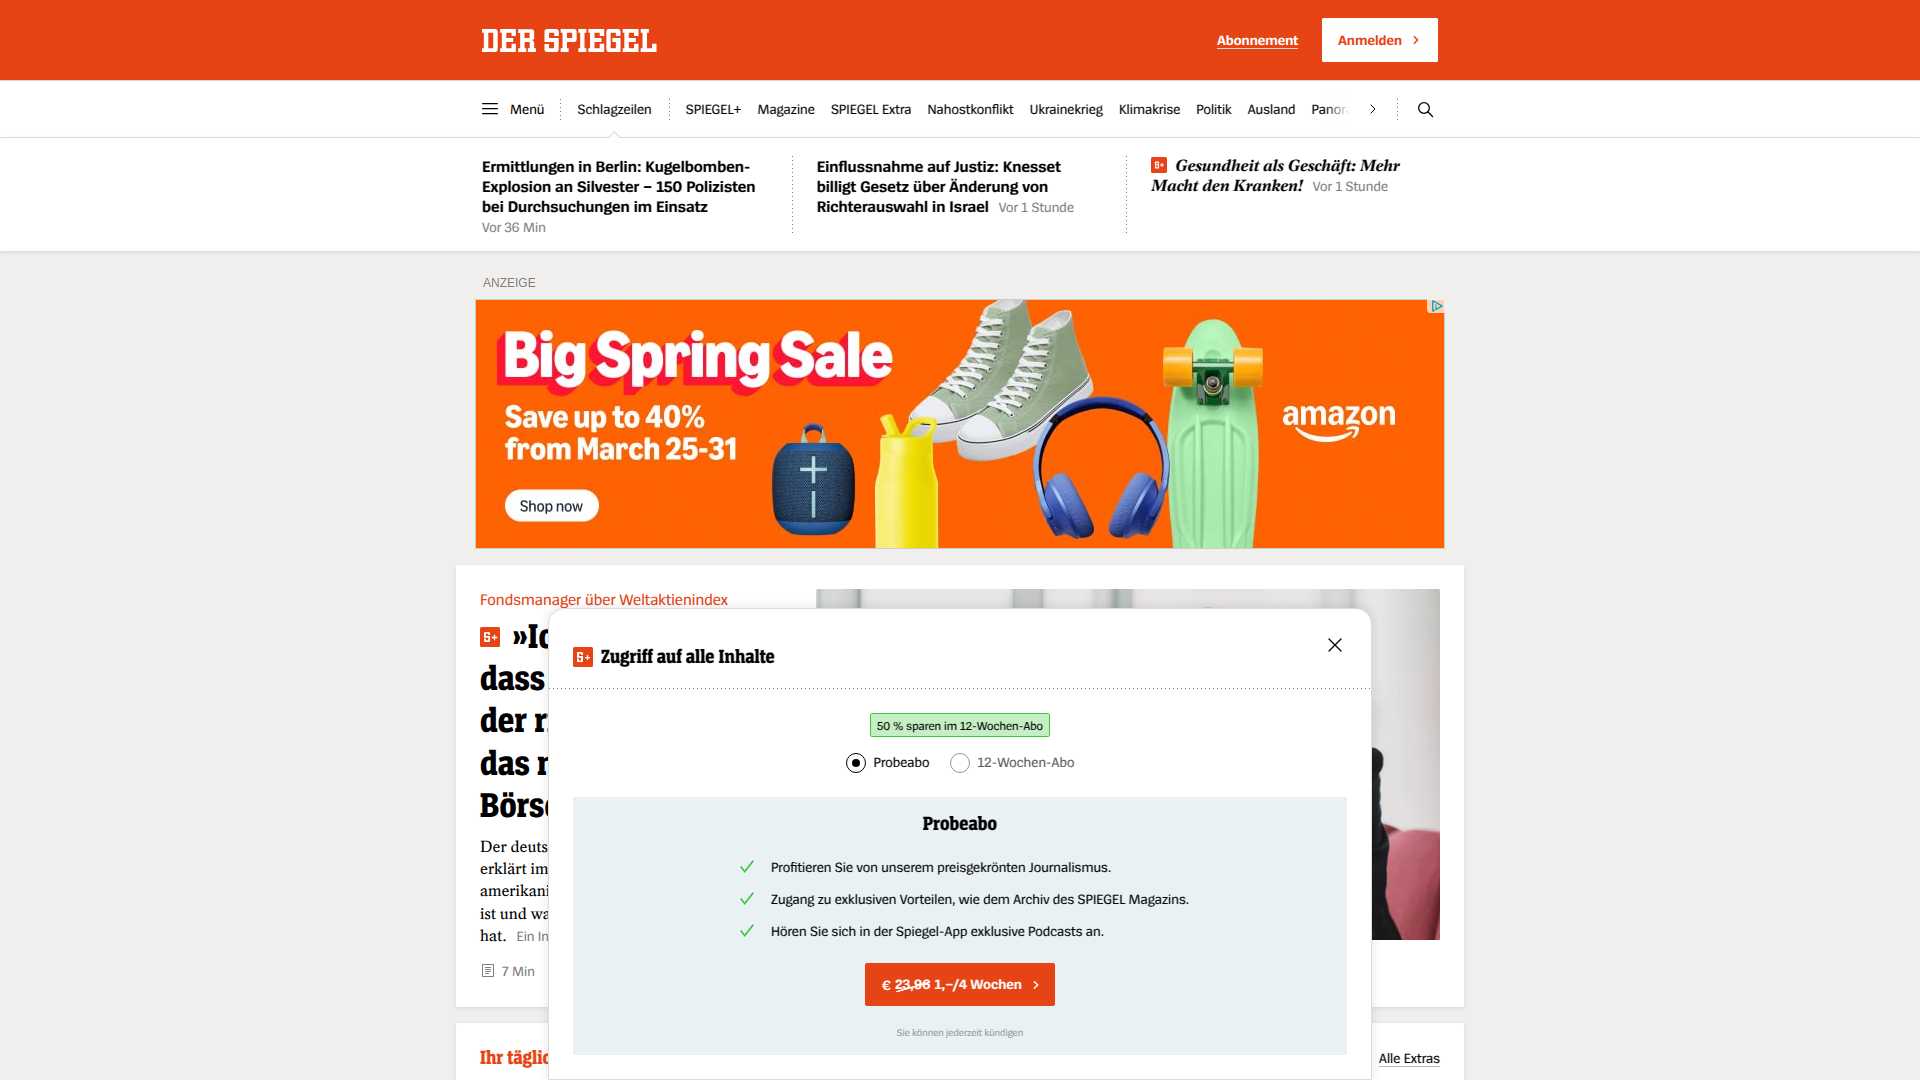 DER SPIEGEL
Abonnement
Anmelden
Menü
Schlagzeilen
SPIEGEL+
Magazine
SPIEGEL Extra
Nahostkonflikt
Ukrainekrieg
Klimakrise
Politik
Ausland
Panor
Ermittlungen in Berlin: Kugelbomben-
Explosion an Silvester – 150 Polizisten
bei Durchsuchungen im Einsatz
Vor 36 Min
Einflussnahme auf Justiz: Knesset
billigt Gesetz über Änderung von
Richterauswahl in Israel Vor 1 Stunde
S+ Gesundheit als Geschäft: Mehr
Macht den Kranken! Vor 1 Stunde
ANZEIGE
Big Spring Sale
Save up to 40%
from March 25-31
Shop now
amazon
Fondsmanager über Weltaktienindex
S+ »Ic
dass
der r
das
Börse
Der deuts
erklärt im
amerikani
ist und wa
hat. Ein In
7 Min
S+ Zugriff auf alle Inhalte
50 % sparen im 12-Wochen-Abo
Probeabo
12-Wochen-Abo
Probeabo
Profitieren Sie von unserem preisgekrönten Journalismus.
Zugang zu exklusiven Vorteilen, wie dem Archiv des SPIEGEL Magazins.
Hören Sie sich in der Spiegel-App exklusive Podcasts an.
€ 23,96 1,–/4 Wochen
Sie können jederzeit kündigen
Ihr täglic
Alle Extras